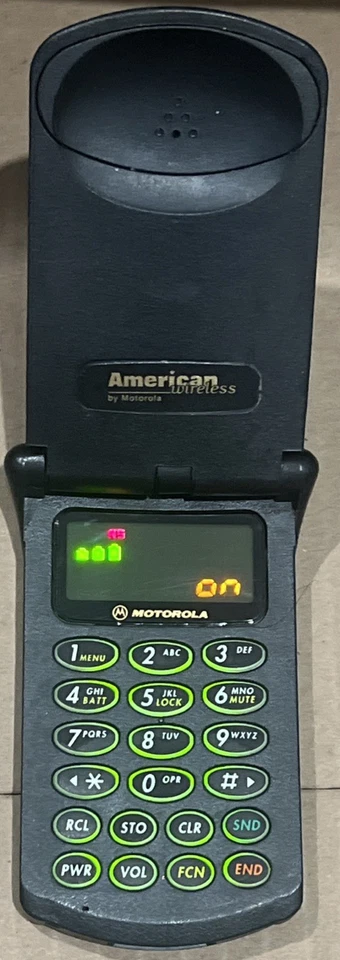 American
wireless
by Motorola
on
MOTOROLA
1 MENU 2 ABC 3 DEF
4 GHI BATT 5 JKL LOCK 6 MNO MUTE
7 PQRS 8 TUV 9 WXYZ
* 0 OPR #
RCL STO CLR SND
PWR VOL FCN END